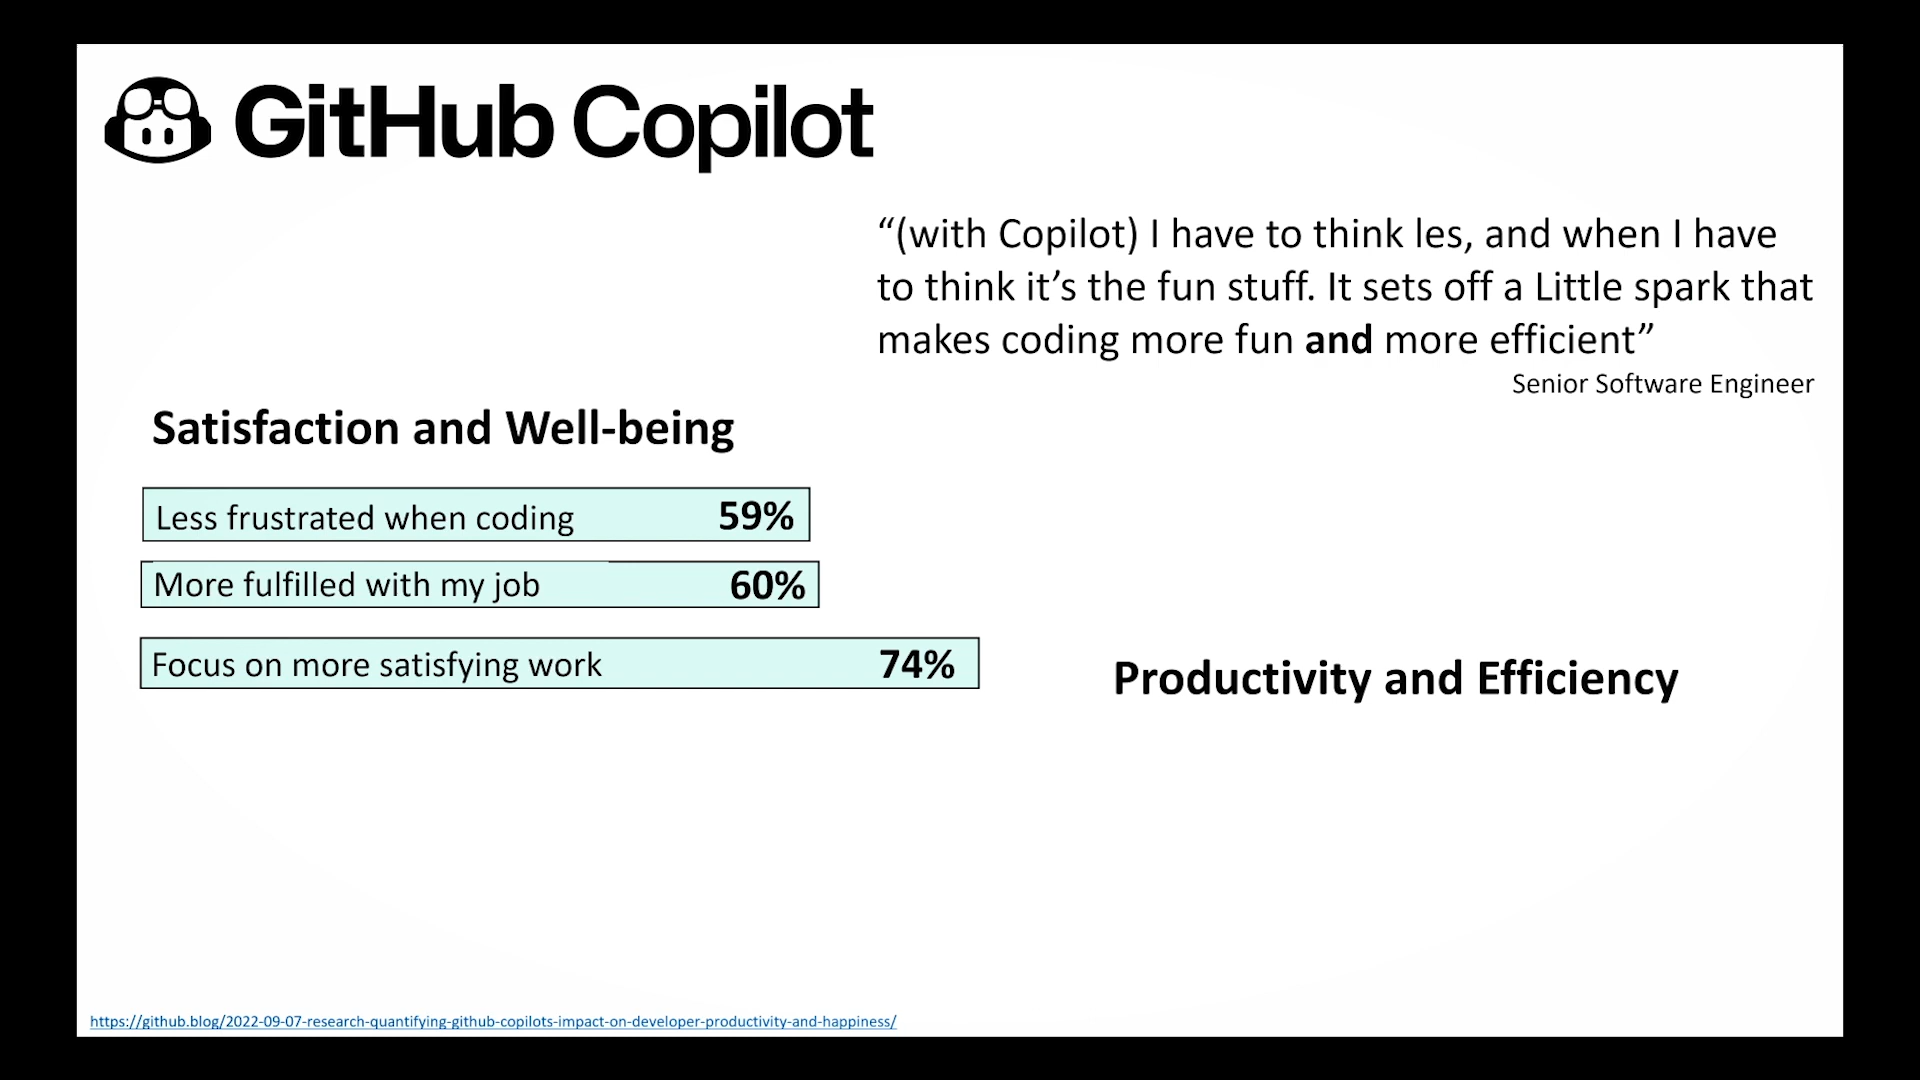 GitHub Copilot
“(with Copilot) I have to think les, and when I have
to think it’s the fun stuff. It sets off a Little spark that
makes coding more fun and more efficient”
Senior Software Engineer
Satisfaction and Well-being
Less frustrated when coding 59%
More fulfilled with my job 60%
Focus on more satisfying work 74%
Productivity and Efficiency
https://github.blog/2022-09-07-research-quantifying-github-copilots-impact-on-developer-productivity-and-happiness/